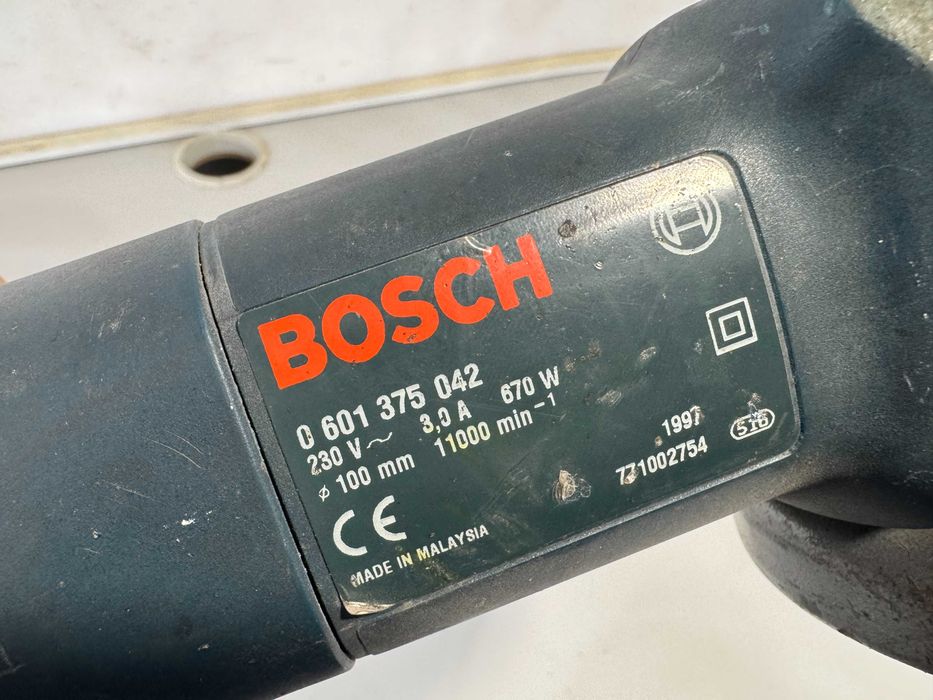 BOSCH
0 601 375 042
230 V ~ 3,0 A 670 W
ø 100 mm 11000 min⁻¹
1997
771002754
CE
MADE IN MALAYSIA